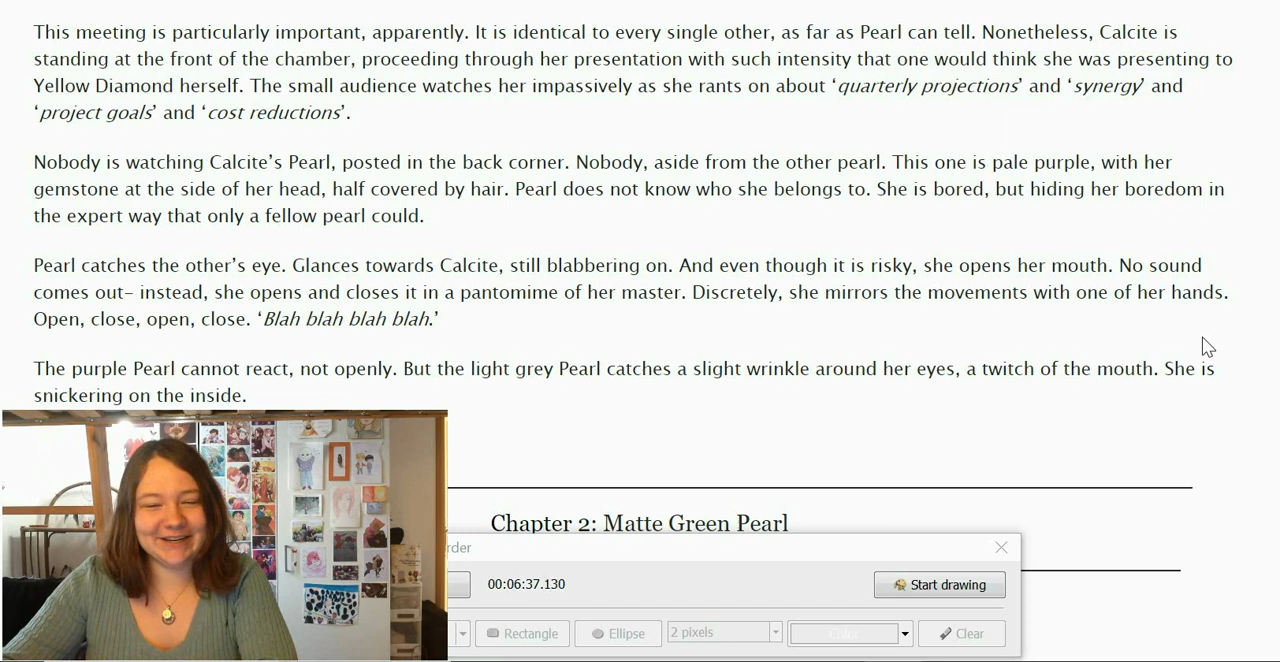 This meeting is particularly important, apparently. It is identical to every single other, as far as Pearl can tell. Nonetheless, Calcite is
standing at the front of the chamber, proceeding through her presentation with such intensity that one would think she was presenting to
Yellow Diamond herself. The small audience watches her impassively as she rants on about ‘quarterly projections’ and ‘synergy’ and
‘project goals’ and ‘cost reductions’.
Nobody is watching Calcite’s Pearl, posted in the back corner. Nobody, aside from the other pearl. This one is pale purple, with her
gemstone at the side of her head, half covered by hair. Pearl does not know who she belongs to. She is bored, but hiding her boredom in
the expert way that only a fellow pearl could.
Pearl catches the other’s eye. Glances towards Calcite, still blabbering on. And even though it is risky, she opens her mouth. No sound
comes out– instead, she opens and closes it in a pantomime of her master. Discretely, she mirrors the movements with one of her hands.
Open, close, open, close. ‘Blah blah blah blah.’
The purple Pearl cannot react, not openly. But the light grey Pearl catches a slight wrinkle around her eyes, a twitch of the mouth. She is
snickering on the inside.
Chapter 2: Matte Green Pearl
rder
00:06:37.130
Start drawing
Rectangle
Ellipse
2 pixels
Color
Clear